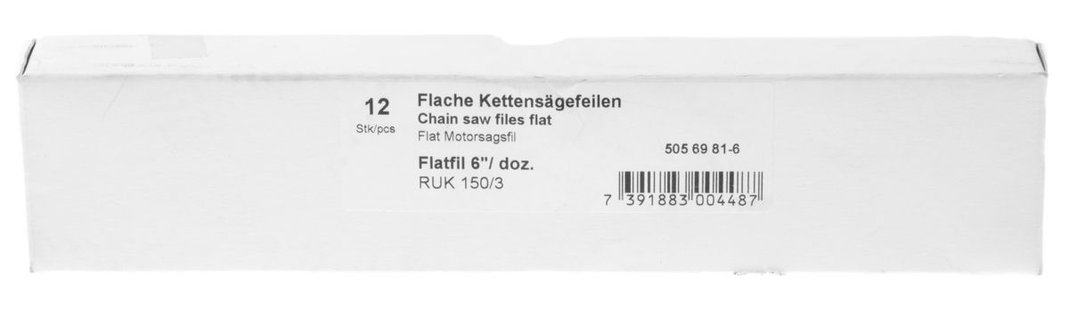 12
Stk/pcs
Flache Kettensägefeilen
Chain saw files flat
Flat Motorsagsfil
Flatfil 6"/ doz.
RUK 150/3
505 69 81-6
7 391883 004487